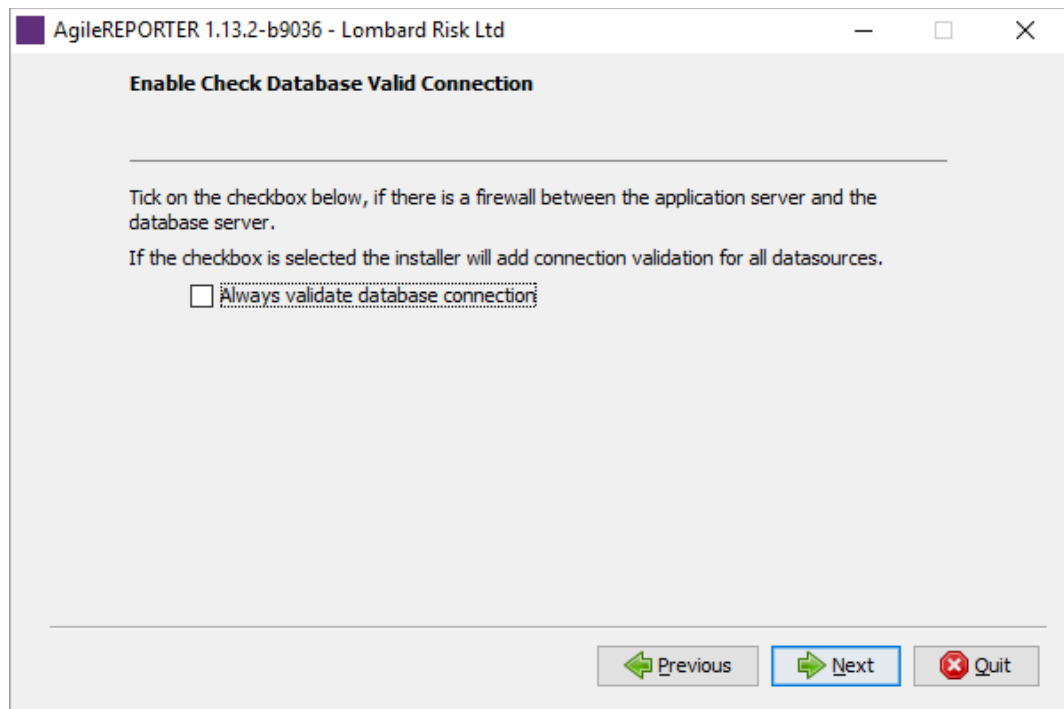 AgileREPORTER 1.13.2-b9036 - Lombard Risk Ltd
Enable Check Database Valid Connection
Tick on the checkbox below, if there is a firewall between the application server and the
database server.
If the checkbox is selected the installer will add connection validation for all datasources.
Always validate database connection
Previous Next Quit